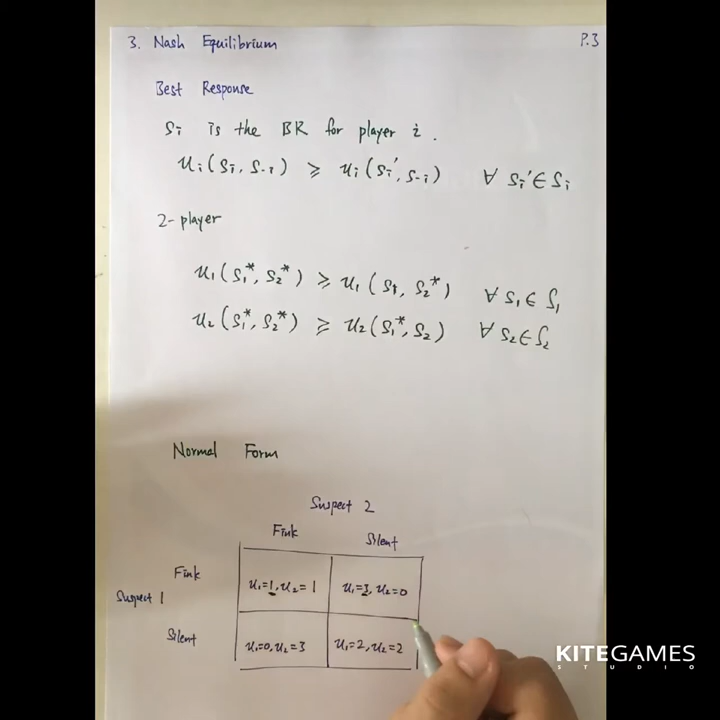 3. Nash Equilibrium P.3
Best Response
Si is the BR for player i.
Ui(Si, S-i) ≥ Ui(Si', S-i) ∀ Si' ∈ Si
2-player
U1(S1*, S2*) ≥ U1(S1, S2*) ∀ S1 ∈ S1
U2(S1*, S2*) ≥ U2(S1*, S2) ∀ S2 ∈ S2
Normal Form
Suspect 2
Fink Silent
Fink U1=1, U2=1 U1=3, U2=0
Suspect 1
Silent U1=0, U2=3 U1=2, U2=2
KITEGAMES
STUDIO